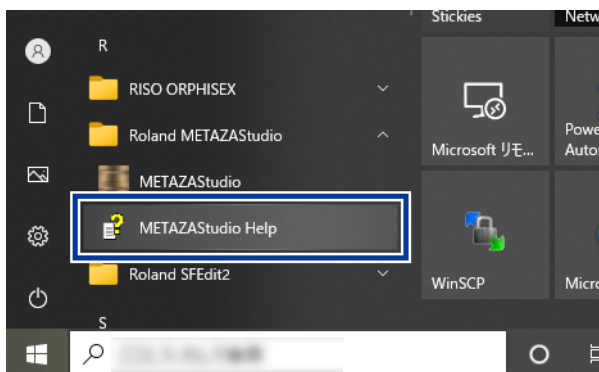 Stickies
Netw
R
RISO ORPHISEX
Roland METAZAStudio
METAZAStudio
METAZAStudio Help
Roland SFEdit2
S
Microsoft リモ...
Powe
Auto
WinSCP
Micro